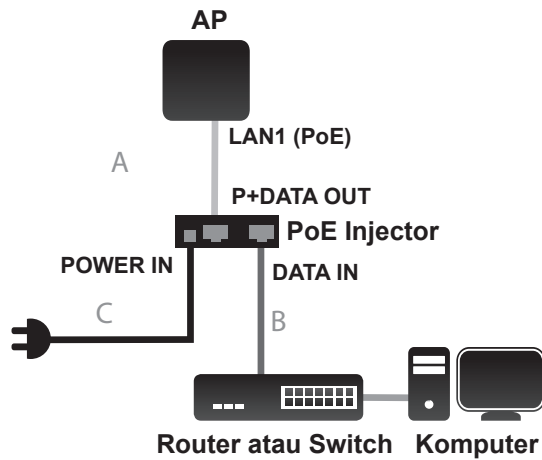 AP
LAN1 (PoE)
A
P+DATA OUT
PoE Injector
POWER IN
DATA IN
C
B
Router atau Switch
Komputer